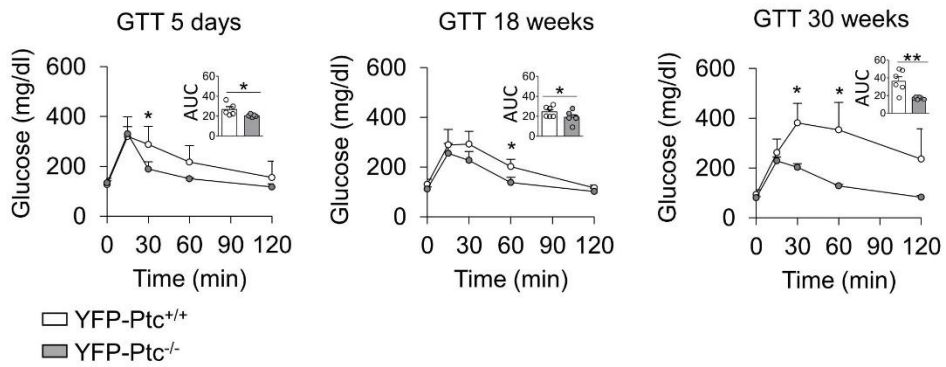 GTT 5 days
600
400
200
0
Glucose (mg/dl)
0 30 60 90 120
Time (min)
*
AUC
60
40
20
0
*
GTT 18 weeks
600
400
200
0
Glucose (mg/dl)
0 30 60 90 120
Time (min)
*
AUC
60
40
20
0
*
GTT 30 weeks
600
400
200
0
Glucose (mg/dl)
0 30 60 90 120
Time (min)
* *
AUC
60
40
20
0
**
YFP-Ptc+/+
YFP-Ptc-/-